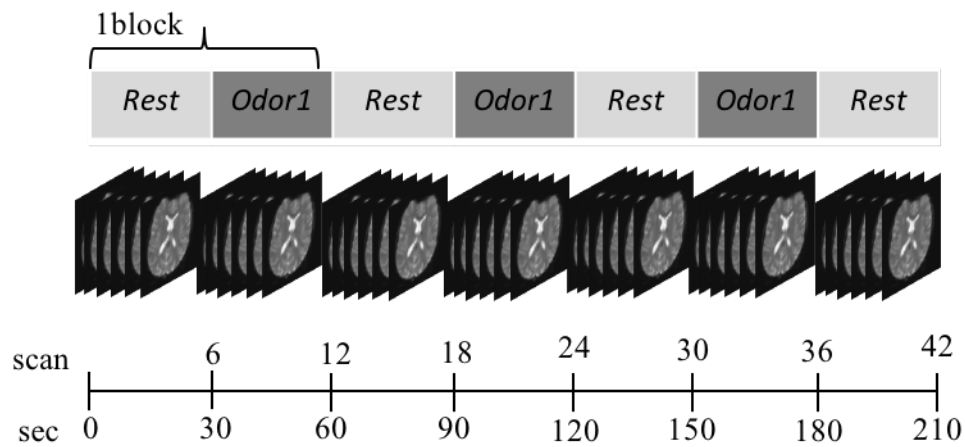 1block
Rest Odor1 Rest Odor1 Rest Odor1 Rest
scan 6 12 18 24 30 36 42
sec 0 30 60 90 120 150 180 210